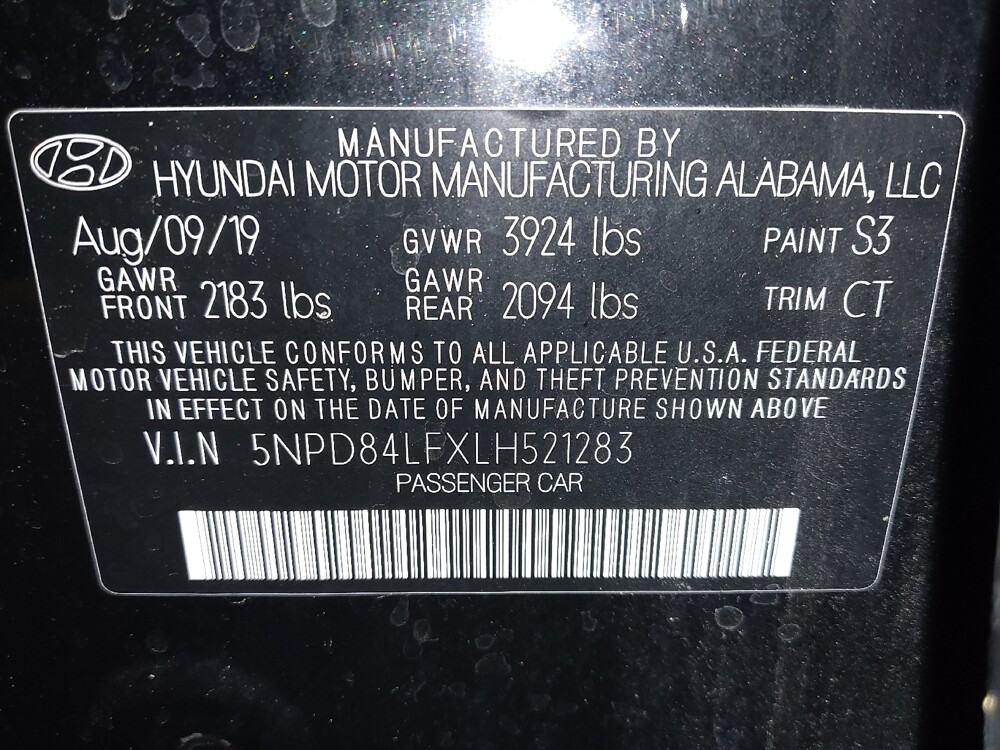 MANUFACTURED BY
HYUNDAI MOTOR MANUFACTURING ALABAMA, LLC
Aug/09/19 GVWR 3924 lbs PAINT S3
GAWR FRONT 2183 lbs GAWR REAR 2094 lbs TRIM CT
THIS VEHICLE CONFORMS TO ALL APPLICABLE U.S.A. FEDERAL
MOTOR VEHICLE SAFETY, BUMPER, AND THEFT PREVENTION STANDARDS
IN EFFECT ON THE DATE OF MANUFACTURE SHOWN ABOVE
V.I.N 5NPD84LFXLH521283
PASSENGER CAR